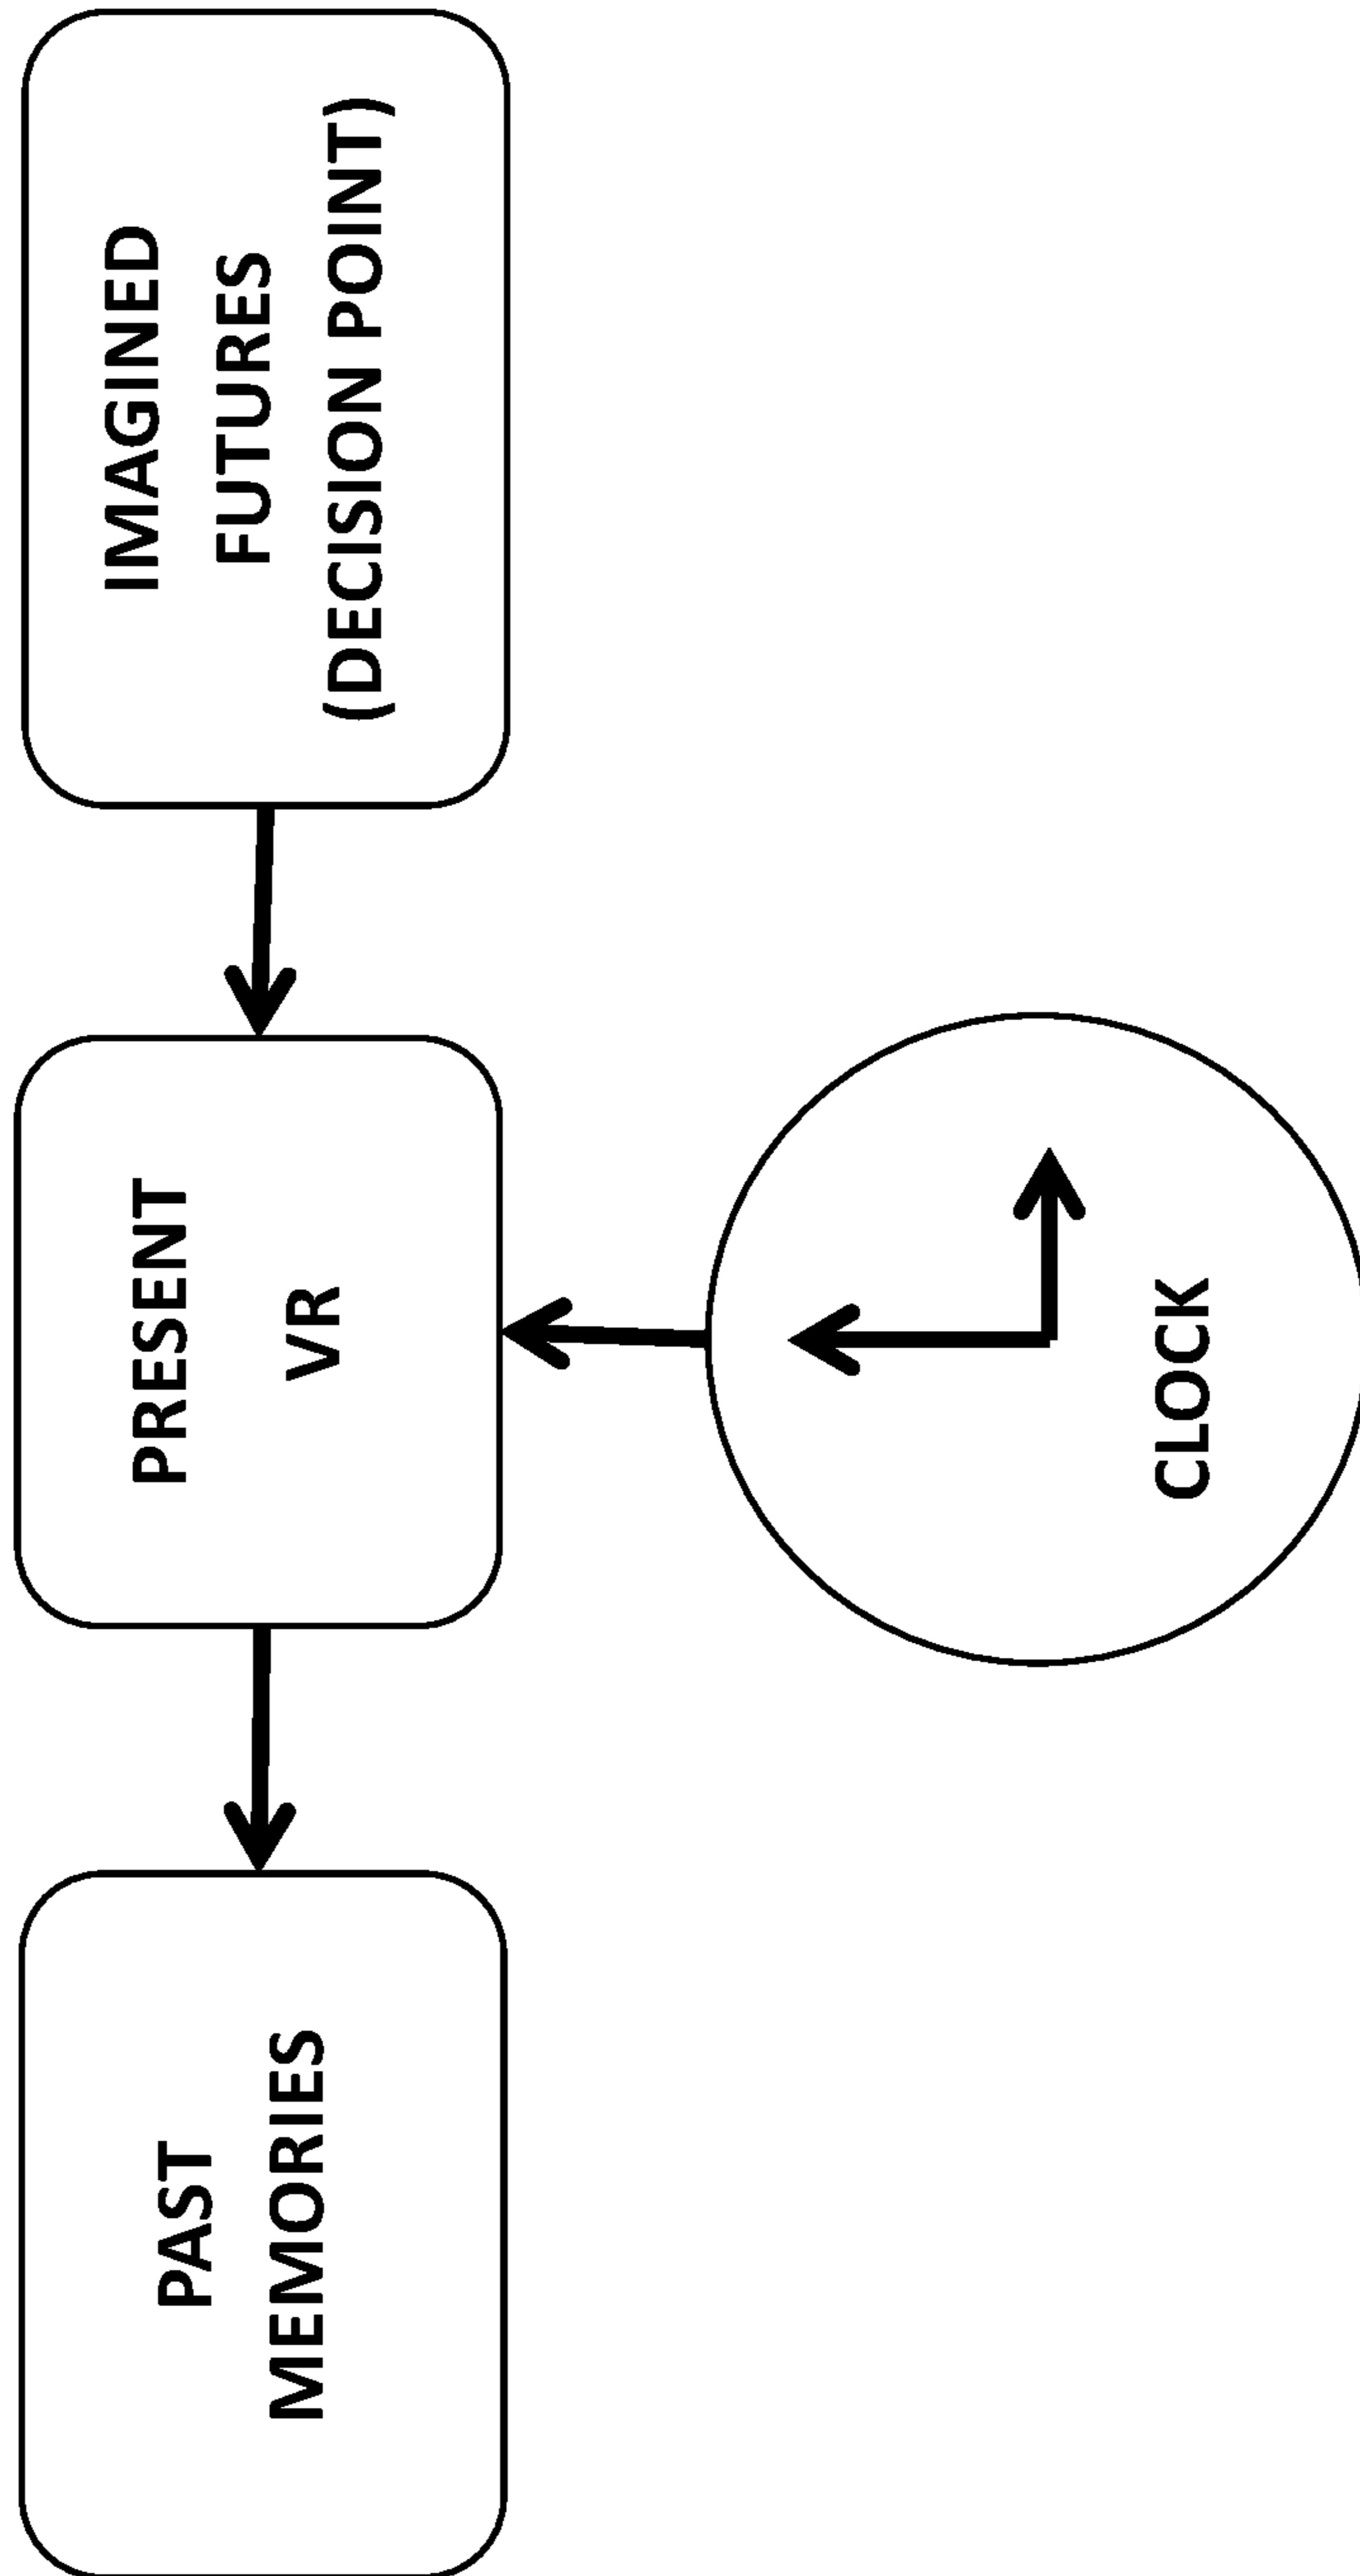 PAST
MEMORIES
PRESENT
VR
IMAGINED
FUTURES
(DECISION POINT)
CLOCK